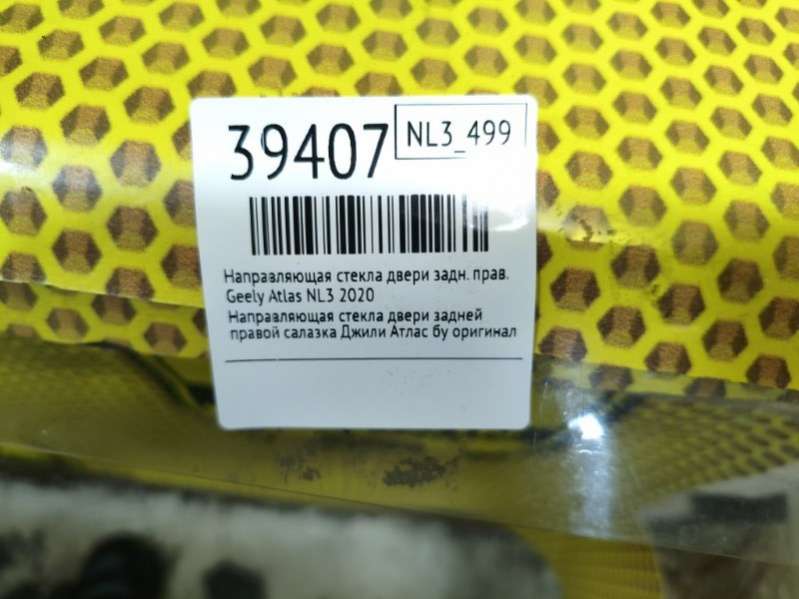 39407
NL3_499
Направляющая стекла двери задн. прав.
Geely Atlas NL3 2020
Направляющая стекла двери задней
правой салазка Джили Атлас бу оригинал